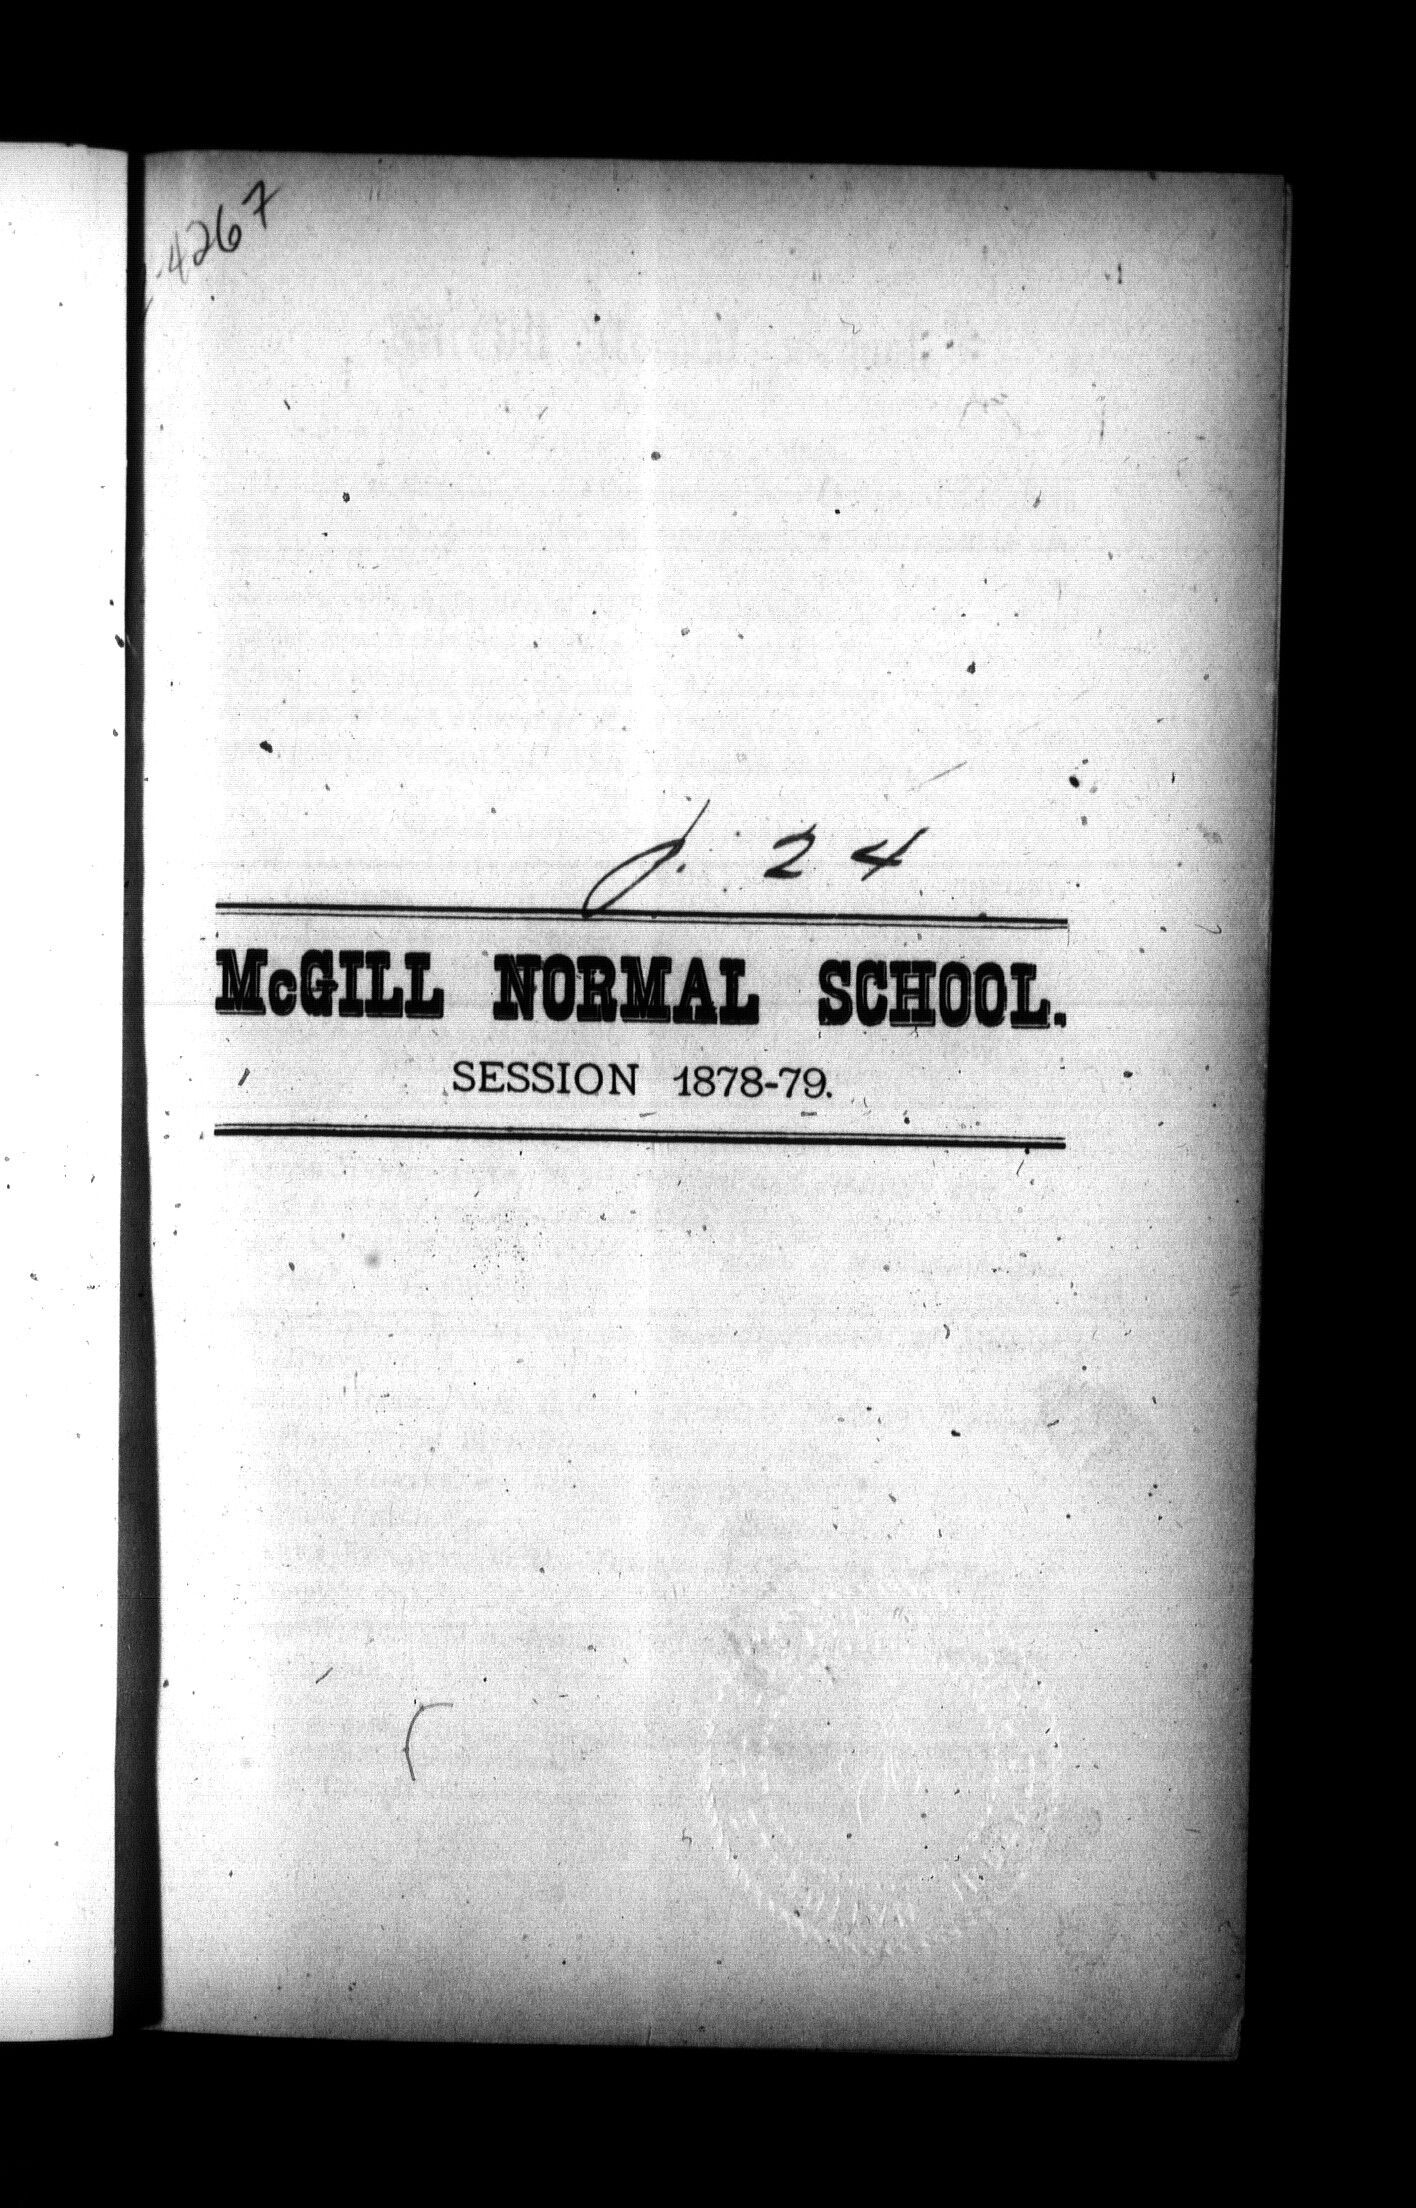 4267
24
McGILL NORMAL SCHOOL.
SESSION 1878-79.